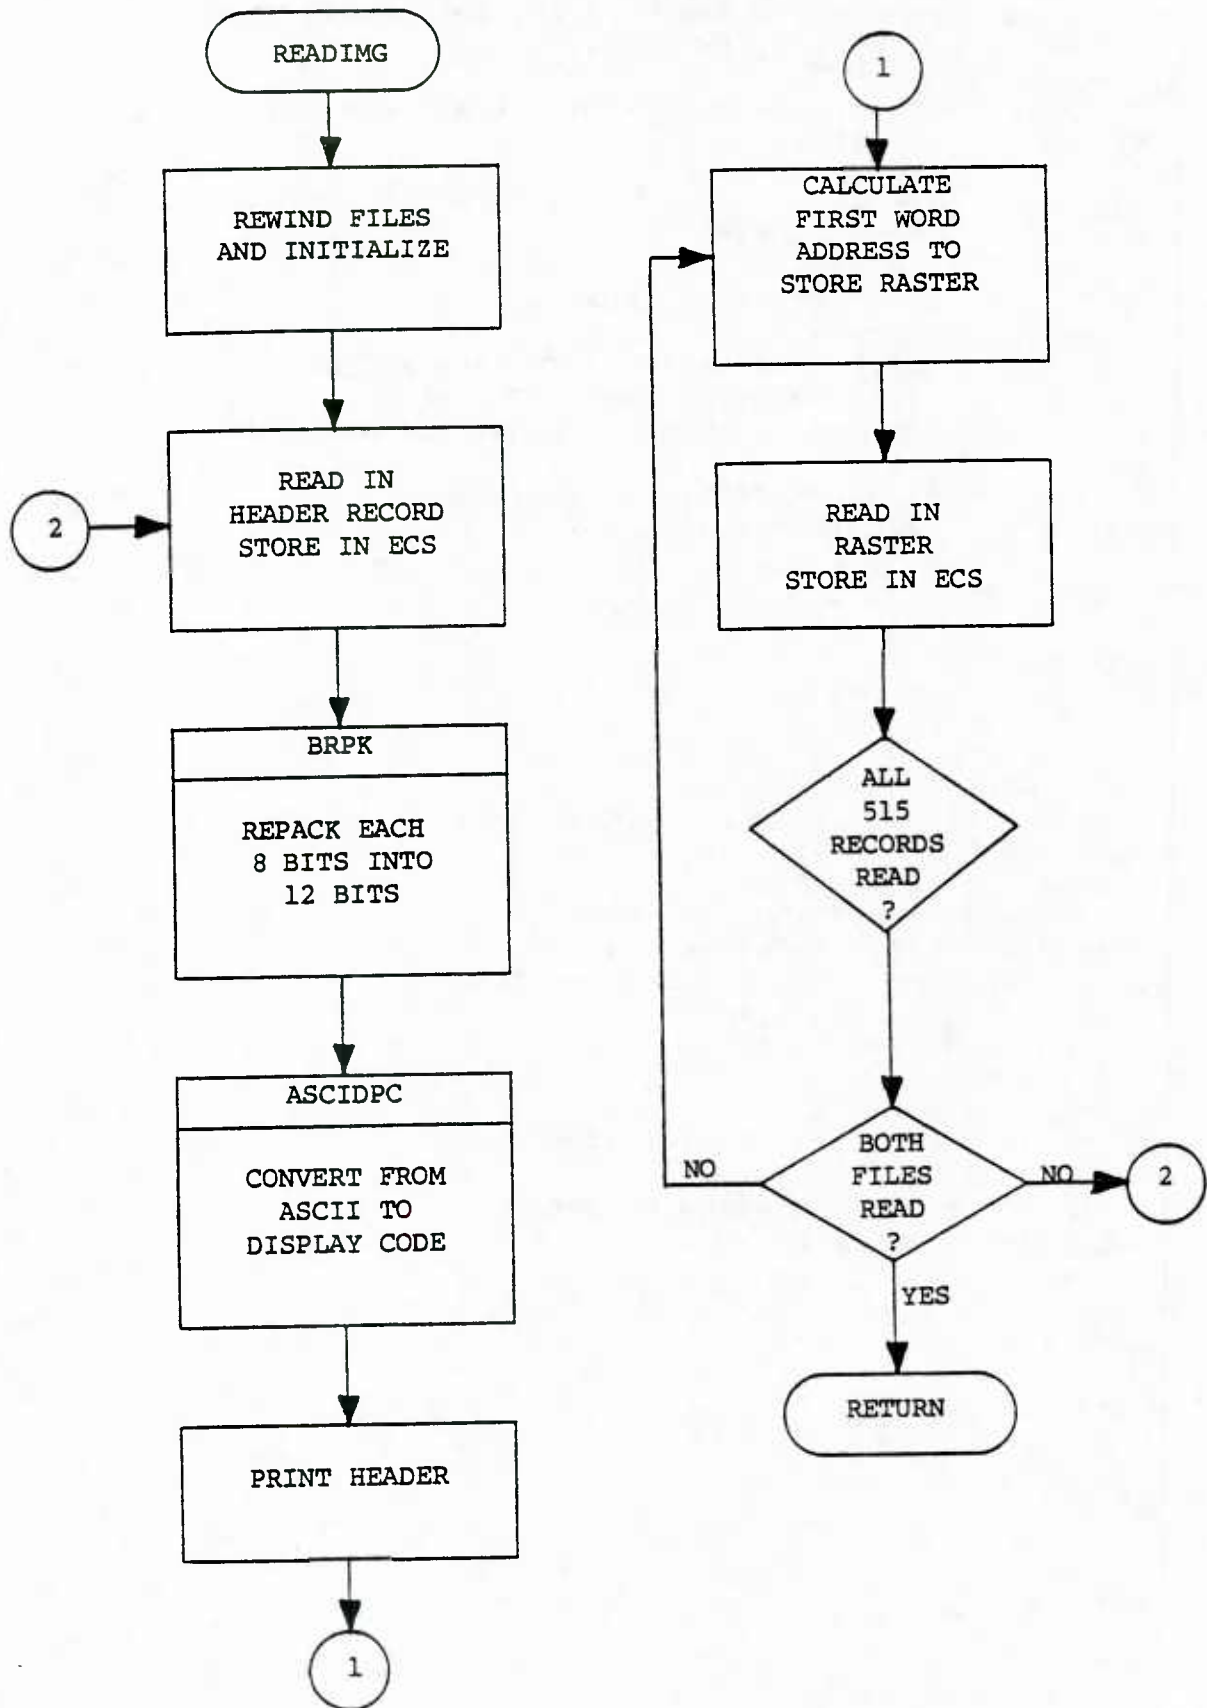 READIMG
REWIND FILES
AND INITIALIZE
2
READ IN
HEADER RECORD
STORE IN ECS
BRPK
REPACK EACH
8 BITS INTO
12 BITS
ASCIDPC
CONVERT FROM
ASCII TO
DISPLAY CODE
PRINT HEADER
1
1
CALCULATE
FIRST WORD
ADDRESS TO
STORE RASTER
READ IN
RASTER
STORE IN ECS
ALL
515
RECORDS
READ
?
BOTH
FILES
READ
?
NO
NO
2
YES
RETURN